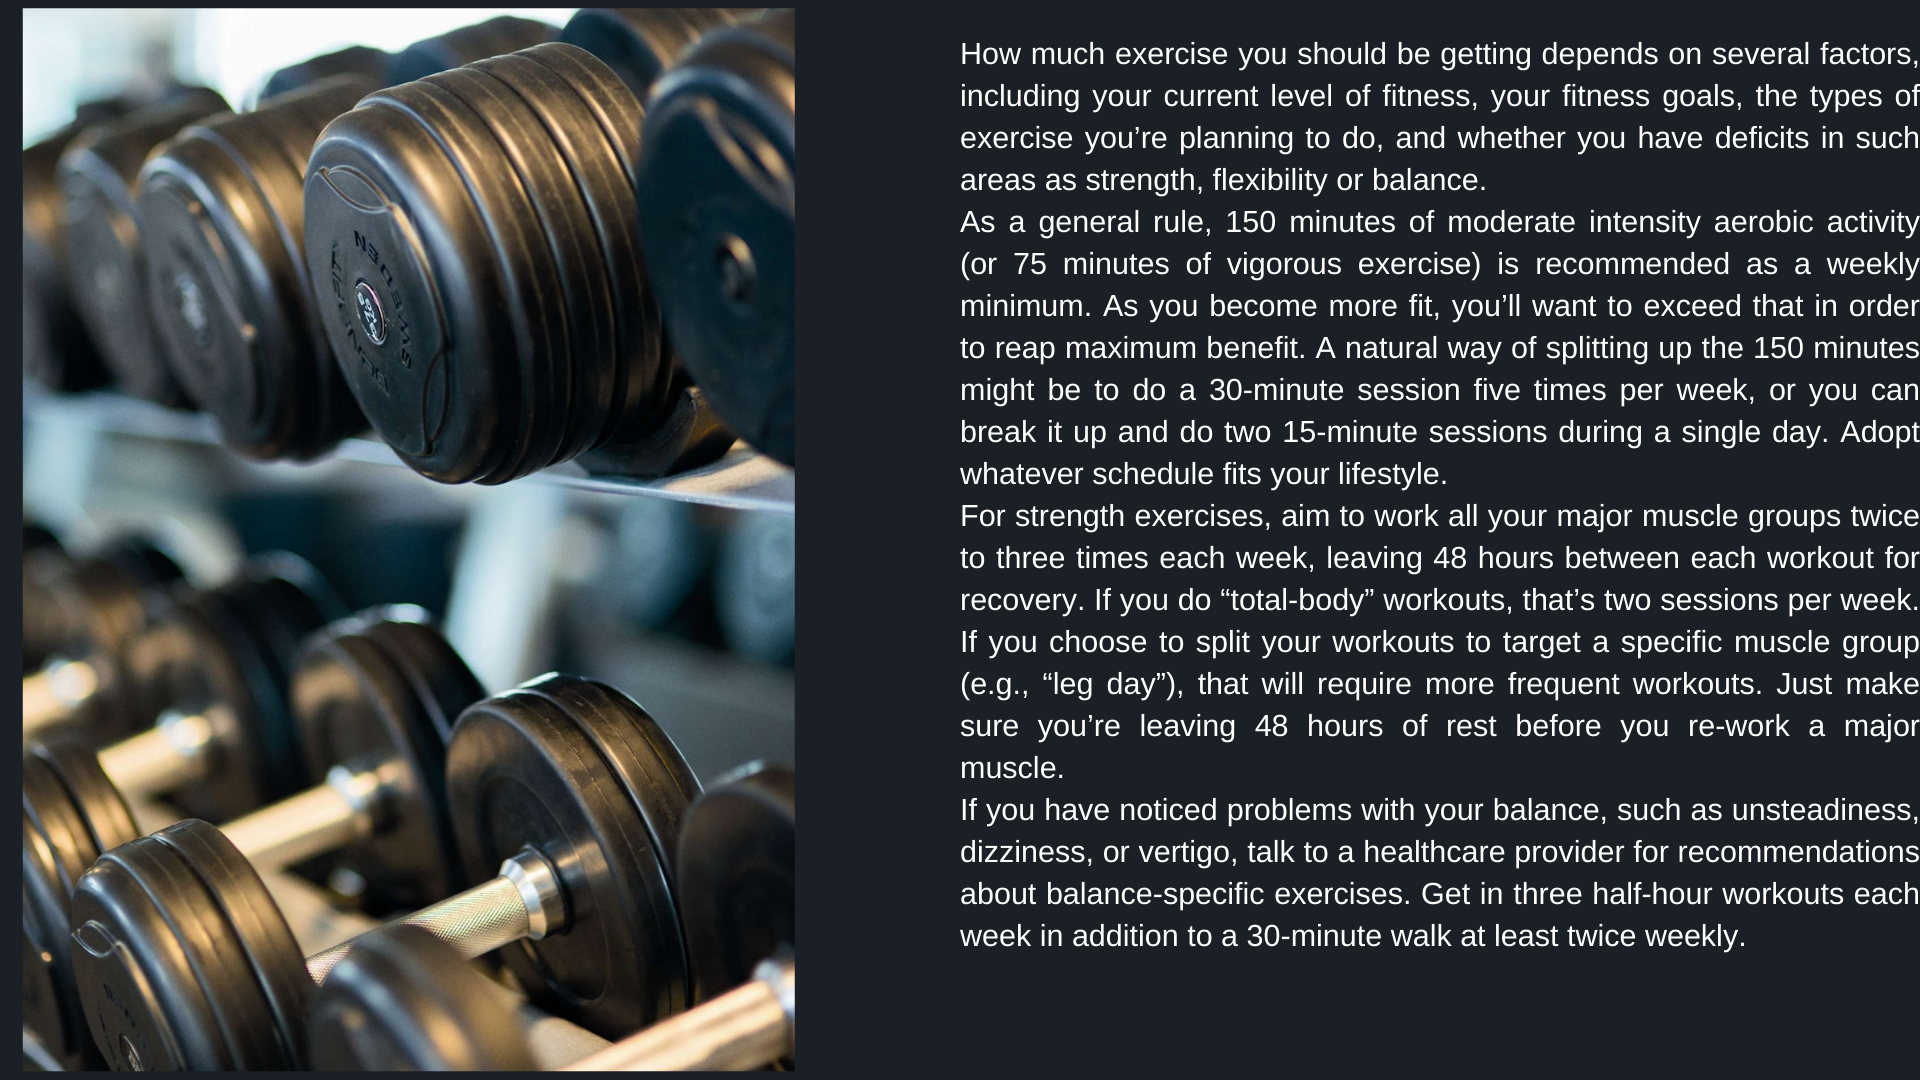 How much exercise you should be getting depends on several factors,
including your current level of fitness, your fitness goals, the types of
exercise you’re planning to do, and whether you have deficits in such
areas as strength, flexibility or balance.
As a general rule, 150 minutes of moderate intensity aerobic activity
(or 75 minutes of vigorous exercise) is recommended as a weekly
minimum. As you become more fit, you’ll want to exceed that in order
to reap maximum benefit. A natural way of splitting up the 150 minutes
might be to do a 30-minute session five times per week, or you can
break it up and do two 15-minute sessions during a single day. Adopt
whatever schedule fits your lifestyle.
For strength exercises, aim to work all your major muscle groups twice
to three times each week, leaving 48 hours between each workout for
recovery. If you do “total-body” workouts, that’s two sessions per week.
If you choose to split your workouts to target a specific muscle group
(e.g., “leg day”), that will require more frequent workouts. Just make
sure you’re leaving 48 hours of rest before you re-work a major
muscle.
If you have noticed problems with your balance, such as unsteadiness,
dizziness, or vertigo, talk to a healthcare provider for recommendations
about balance-specific exercises. Get in three half-hour workouts each
week in addition to a 30-minute walk at least twice weekly.
SWEDEN